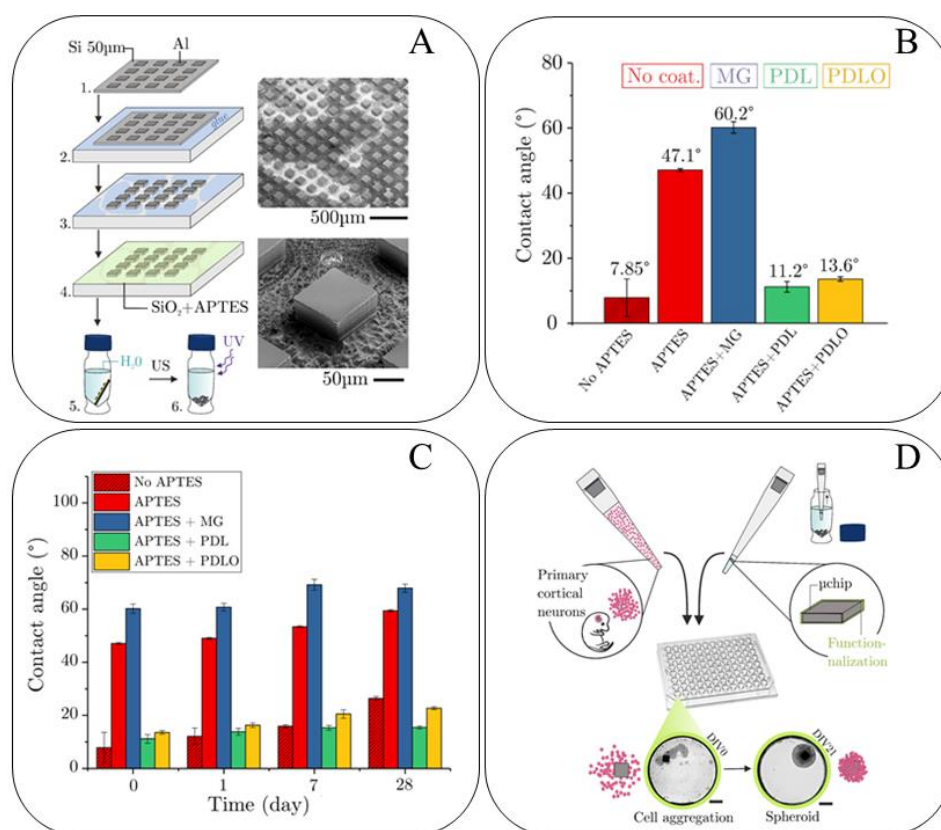 A
Si 50µm
Al
1.
glue
2.
3.
4.
SiO₂+APTES
H₂0
US
UV
5.
6.
500µm
50µm
B
Contact angle (°)
80
60
40
20
0
No coat.
MG
PDL
PDLO
7.85°
47.1°
60.2°
11.2°
13.6°
No APTES
APTES
APTES+MG
APTES+PDL
APTES+PDLO
C
Contact angle (°)
100
80
60
40
20
0
No APTES
APTES
APTES + MG
APTES + PDL
APTES + PDLO
0
1
7
28
Time (day)
D
Primary
cortical
neurons
µchip
Function-
nalization
DIV0
DIV21
Cell aggregation
Spheroid